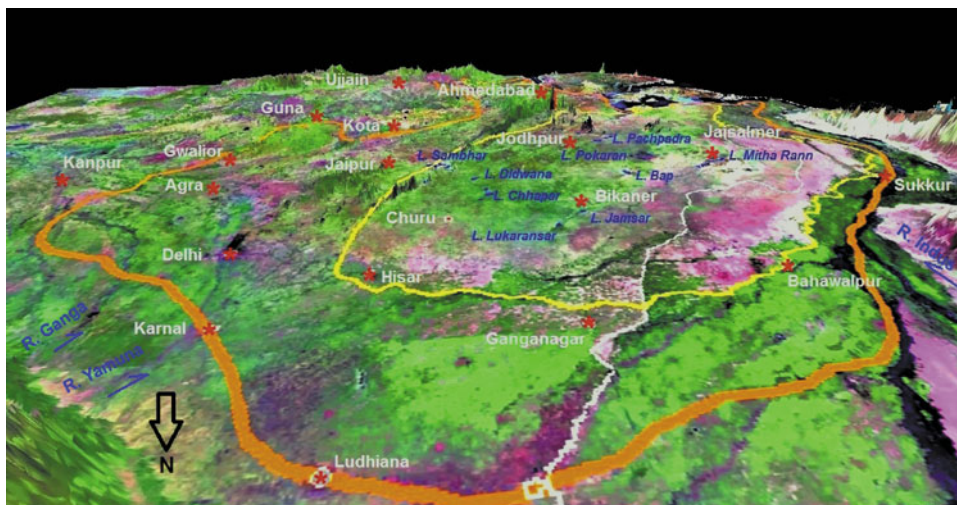 Ujjain
Ahmedabad
Guna
Kota
Jodhpur
L. Pachpadra
Jaisalmer
Gwalior
Jaipur
L. Sambhar
L. Pokaran
L. Mitha Rann
Kanpur
Agra
L. Didwana
L. Bap
Sukkur
L. Chhapar
Bikaner
Churu
L. Jamsar
L. Lukaransar
R. Indus
Delhi
Hisar
Bahawalpur
R. Ganga
Karnal
Ganganagar
R. Yamuna
N
Ludhiana